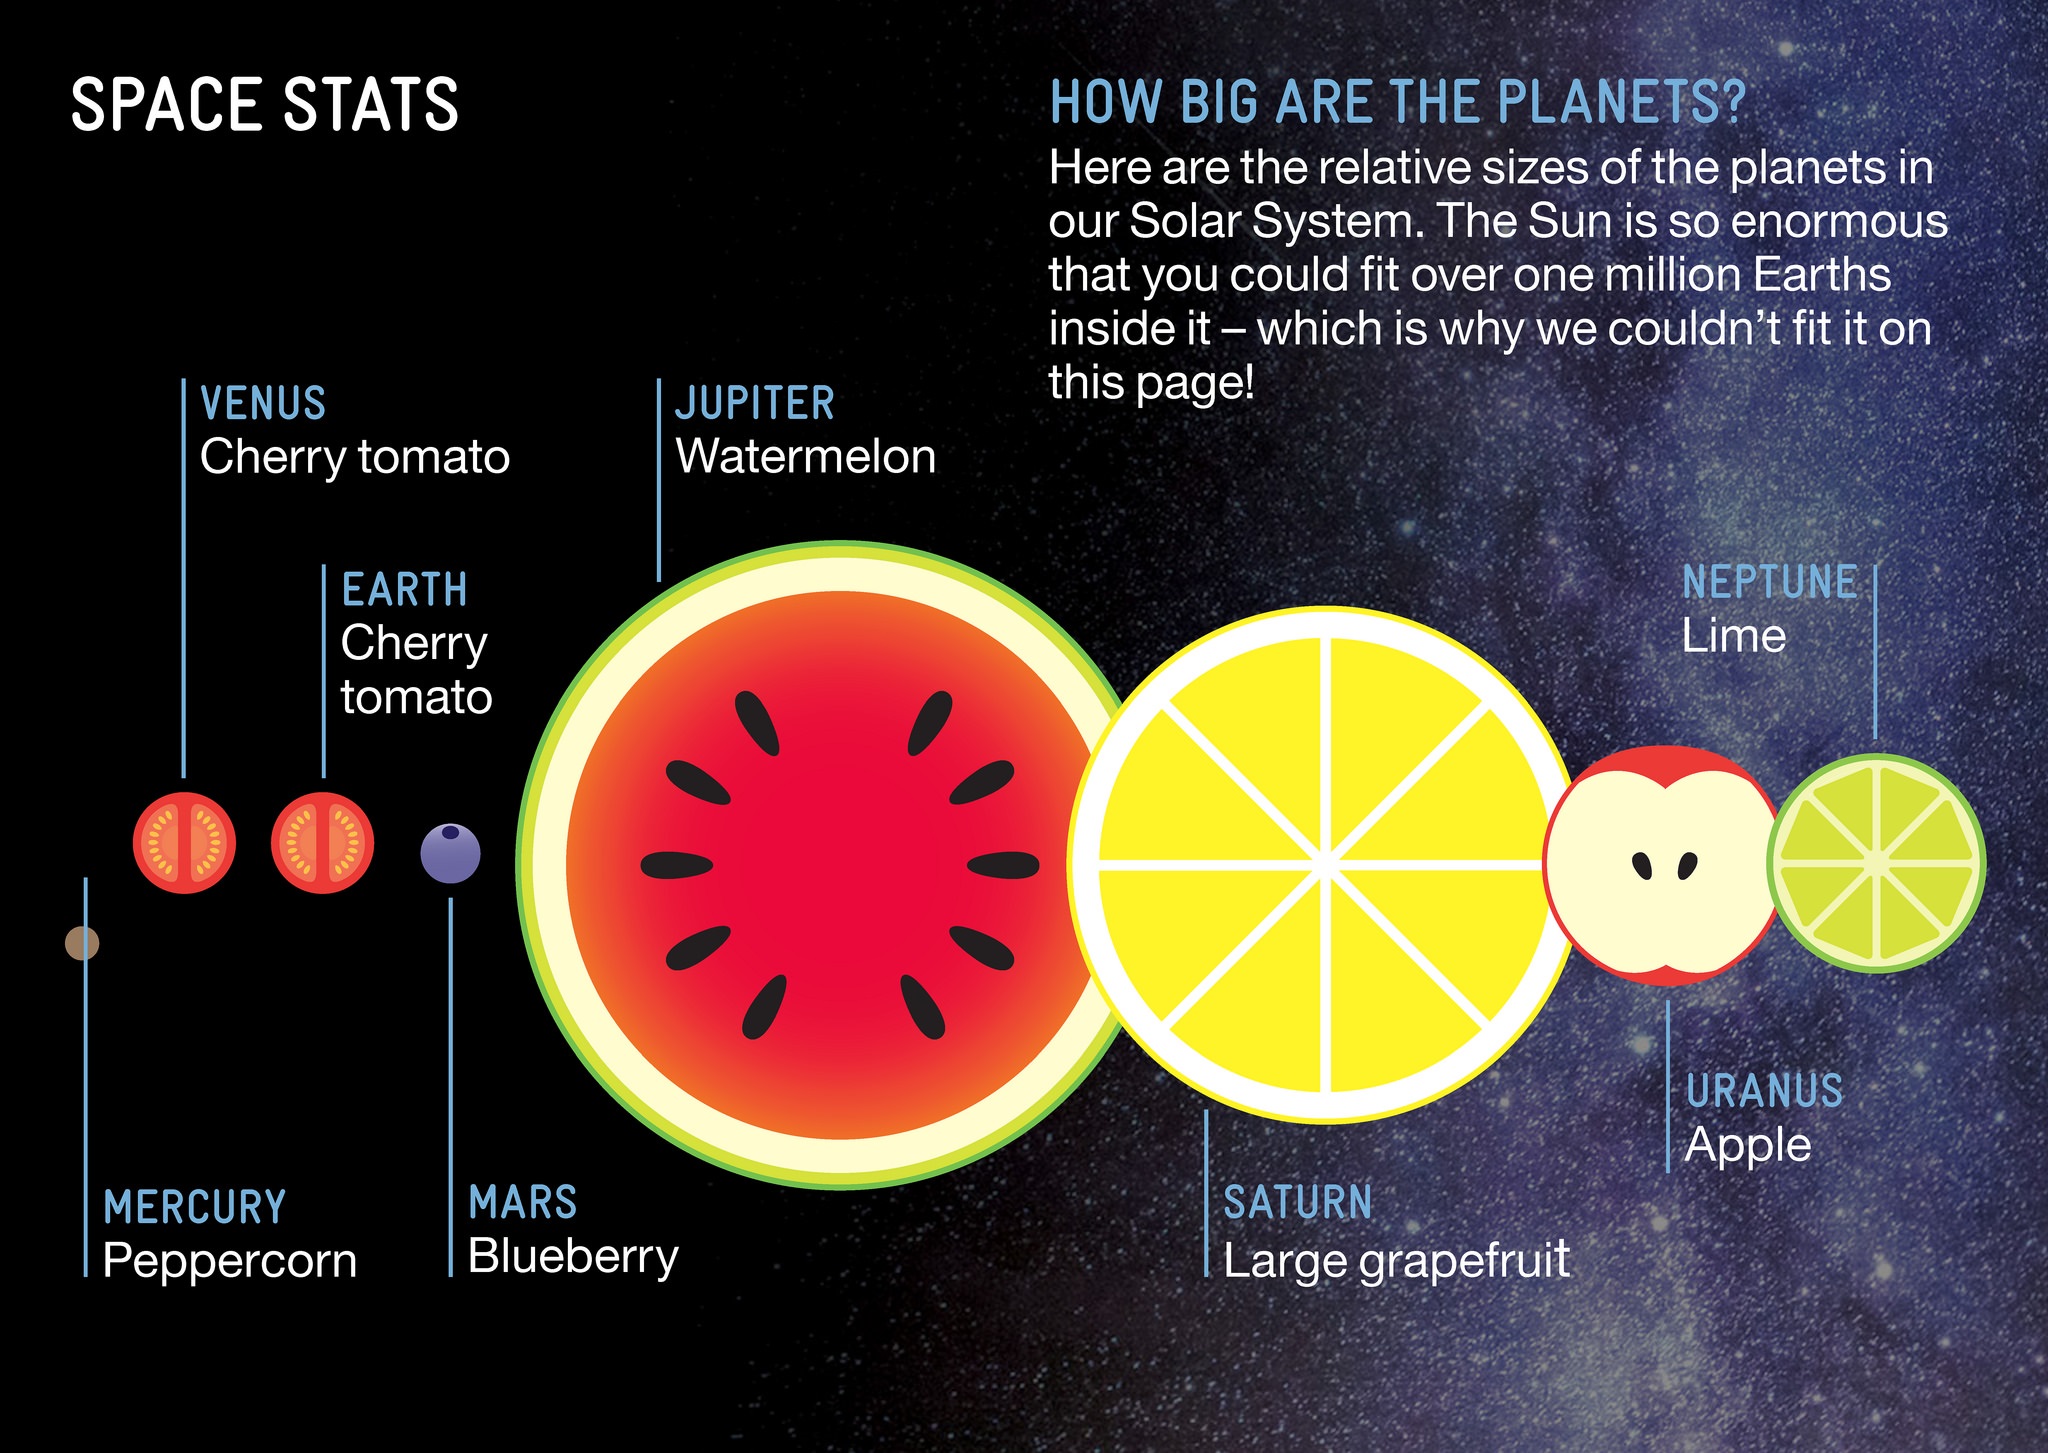 SPACE STATS
HOW BIG ARE THE PLANETS?
Here are the relative sizes of the planets in
our Solar System. The Sun is so enormous
that you could fit over one million Earths
inside it – which is why we couldn’t fit it on
this page!
VENUS
Cherry tomato
JUPITER
Watermelon
EARTH
Cherry
tomato
NEPTUNE
Lime
URANUS
Apple
MERCURY
Peppercorn
MARS
Blueberry
SATURN
Large grapefruit